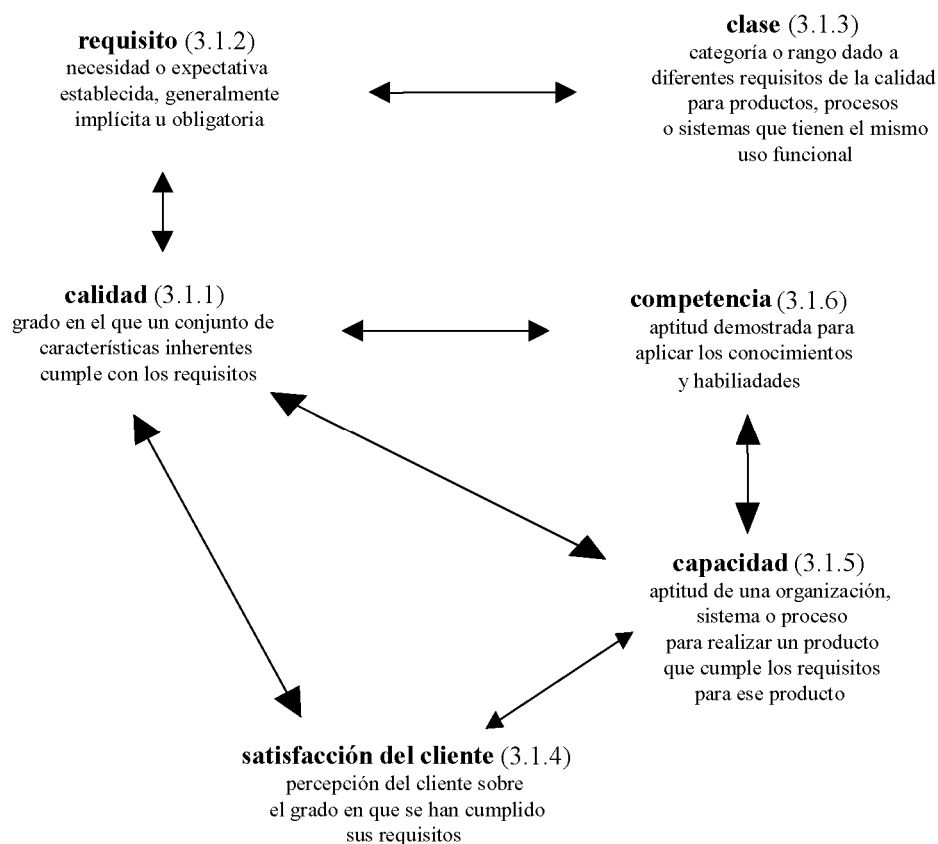 requisito (3.1.2)
necesidad o expectativa
establecida, generalmente
implícita u obligatoria
clase (3.1.3)
categoría o rango dado a
diferentes requisitos de la calidad
para productos, procesos
o sistemas que tienen el mismo
uso funcional
calidad (3.1.1)
grado en el que un conjunto de
características inherentes
cumple con los requisitos
competencia (3.1.6)
aptitud demostrada para
aplicar los conocimientos
y habiliadades
capacidad (3.1.5)
aptitud de una organización,
sistema o proceso
para realizar un producto
que cumple los requisitos
para ese producto
satisfacción del cliente (3.1.4)
percepción del cliente sobre
el grado en que se han cumplido
sus requisitos